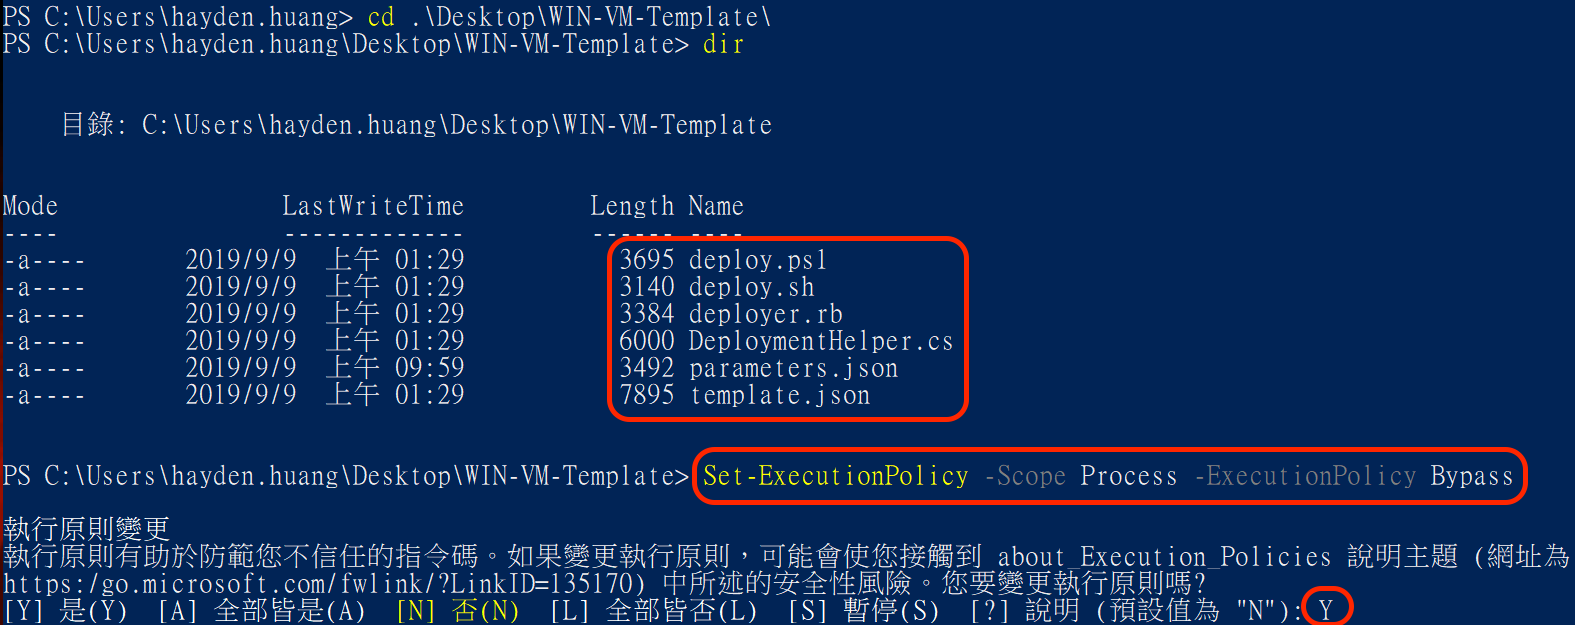 PS C:\Users\hayden.huang> cd .\Desktop\WIN-VM-Template\
PS C:\Users\hayden.huang\Desktop\WIN-VM-Template> dir
目錄: C:\Users\hayden.huang\Desktop\WIN-VM-Template
Mode LastWriteTime Length Name
---- ------------- ------ ----
-a---- 2019/9/9 上午 01:29 3695 deploy.ps1
-a---- 2019/9/9 上午 01:29 3140 deploy.sh
-a---- 2019/9/9 上午 01:29 3384 deployer.rb
-a---- 2019/9/9 上午 01:29 6000 DeploymentHelper.cs
-a---- 2019/9/9 上午 09:59 3492 parameters.json
-a---- 2019/9/9 上午 01:29 7895 template.json
PS C:\Users\hayden.huang\Desktop\WIN-VM-Template> Set-ExecutionPolicy -Scope Process -ExecutionPolicy Bypass
執行原則變更
執行原則有助於防範您不信任的指令碼。如果變更執行原則，可能會使您接觸到 about_Execution_Policies 說明主題 (網址為
https:/go.microsoft.com/fwlink/?LinkID=135170) 中所述的安全性風險。您要變更執行原則嗎?
[Y] 是(Y) [A] 全部皆是(A) [N] 否(N) [L] 全部皆否(L) [S] 暫停(S) [?] 說明 (預設值為 "N"): Y